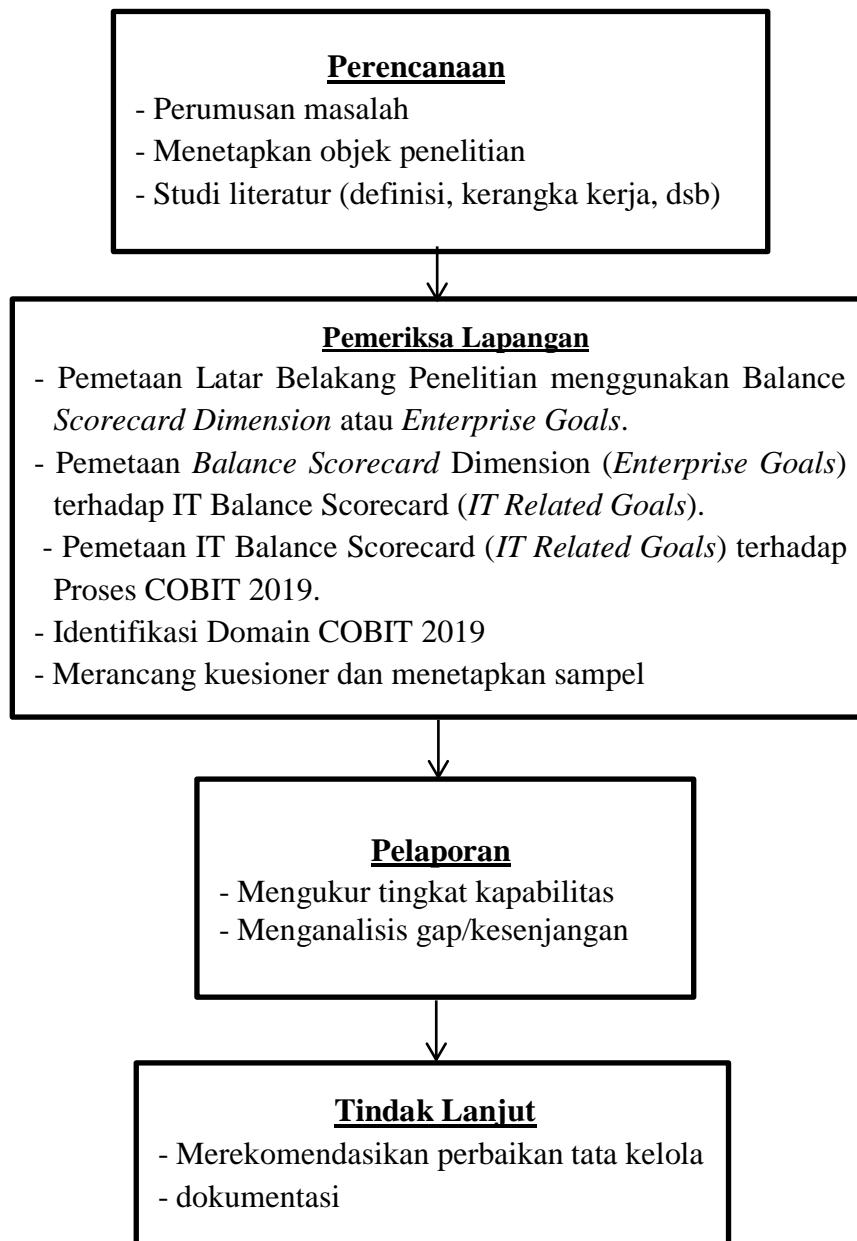 Perencanaan
- Perumusan masalah
- Menetapkan objek penelitian
- Studi literatur (definisi, kerangka kerja, dsb)
Pemeriksa Lapangan
- Pemetaan Latar Belakang Penelitian menggunakan Balance
Scorecard Dimension atau Enterprise Goals.
- Pemetaan Balance Scorecard Dimension (Enterprise Goals)
terhadap IT Balance Scorecard (IT Related Goals).
- Pemetaan IT Balance Scorecard (IT Related Goals) terhadap
Proses COBIT 2019.
- Identifikasi Domain COBIT 2019
- Merancang kuesioner dan menetapkan sampel
Pelaporan
- Mengukur tingkat kapabilitas
- Menganalisis gap/kesenjangan
Tindak Lanjut
- Merekomendasikan perbaikan tata kelola
- dokumentasi